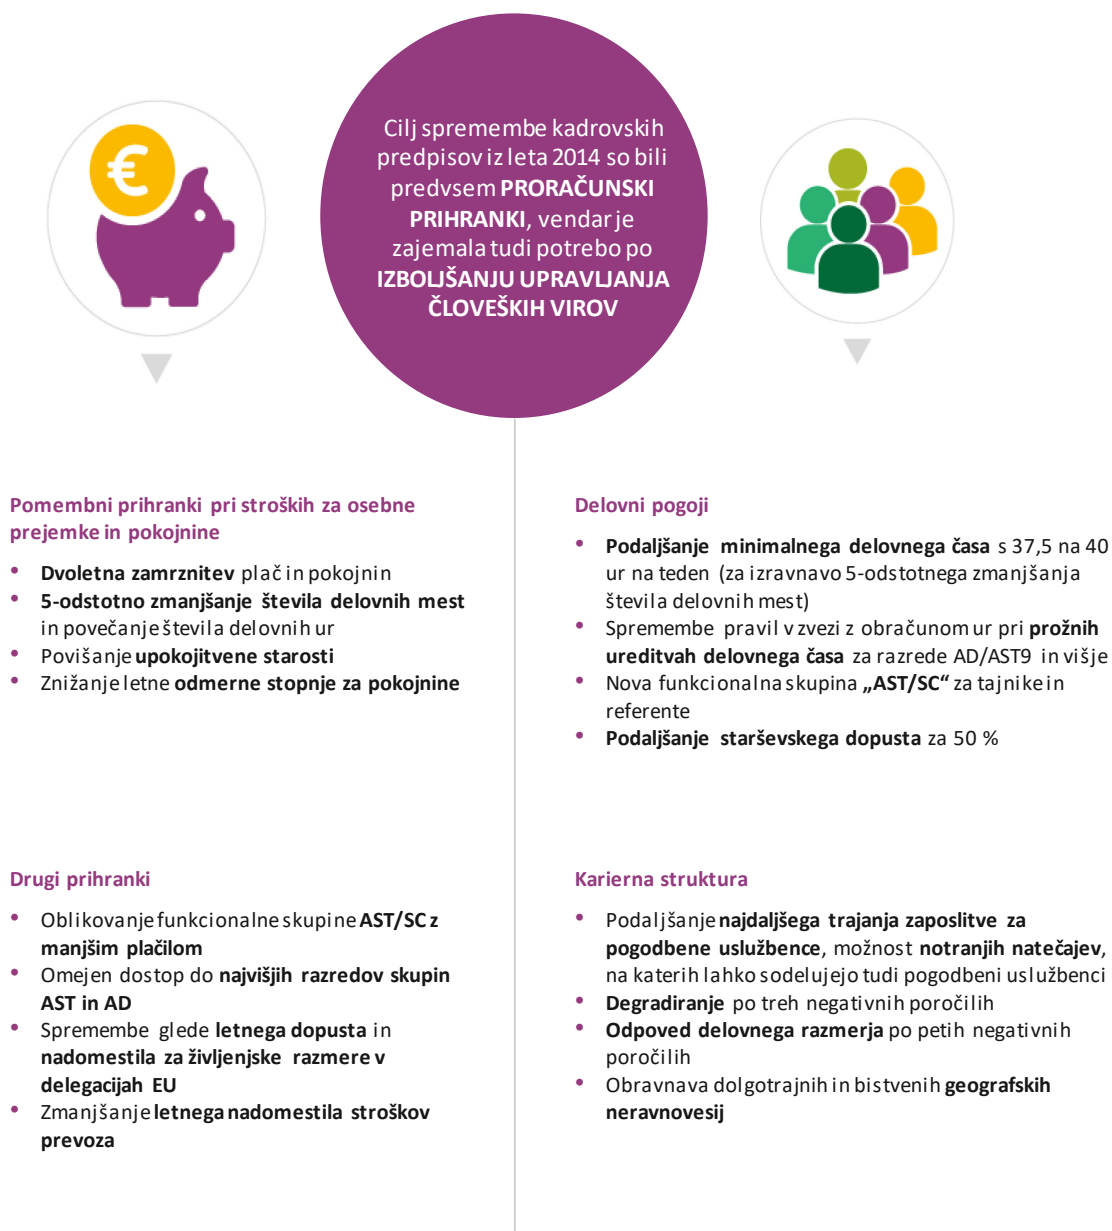 €
Cilj spremembe kadrovskih
predpisov iz leta 2014 so bili
predvsem PRORAČUNSKI
PRIHRANKI, vendar je
zajemala tudi potrebo po
IZBOLJŠANJU UPRAVLJANJA
ČLOVEŠKIH VIROV
Pomembni prihranki pri stroških za osebne
prejemke in pokojnine
• Dvoletna zamrznitev plač in pokojnin
• 5-odstotno zmanjšanje števila delovnih mest
in povečanje števila delovnih ur
• Povišanje upokojitvene starosti
• Znižanje letne odmerne stopnje za pokojnine
Delovni pogoji
• Podaljšanje minimalnega delovnega časa s 37,5 na 40
ur na teden (za izravnavo 5-odstotnega zmanjšanja
števila delovnih mest)
• Spremembe pravil v zvezi z obračunom ur pri prožnih
ureditvah delovnega časa za razrede AD/AST9 in višje
• Nova funkcionalna skupina „AST/SC“ za tajnike in
referente
• Podaljšanje starševskega dopusta za 50 %
Drugi prihranki
• Oblikovanje funkcionalne skupine AST/SC z
manjšim plačilom
• Omejen dostop do najvišjih razredov skupin
AST in AD
• Spremembe glede letnega dopusta in
nadomestila za življenjske razmere v
delegacijah EU
• Zmanjšanje letnega nadomestila stroškov
prevoza
Karierna struktura
• Podaljšanje najdaljšega trajanja zaposlitve za
pogodbene uslužbence, možnost notranjih natečajev,
na katerih lahko sodelujejo tudi pogodbeni uslužbenci
• Degradiranje po treh negativnih poročilih
• Odpoved delovnega razmerja po petih negativnih
poročilih
• Obravnava dolgotrajnih in bistvenih geografskih
neravnovesij